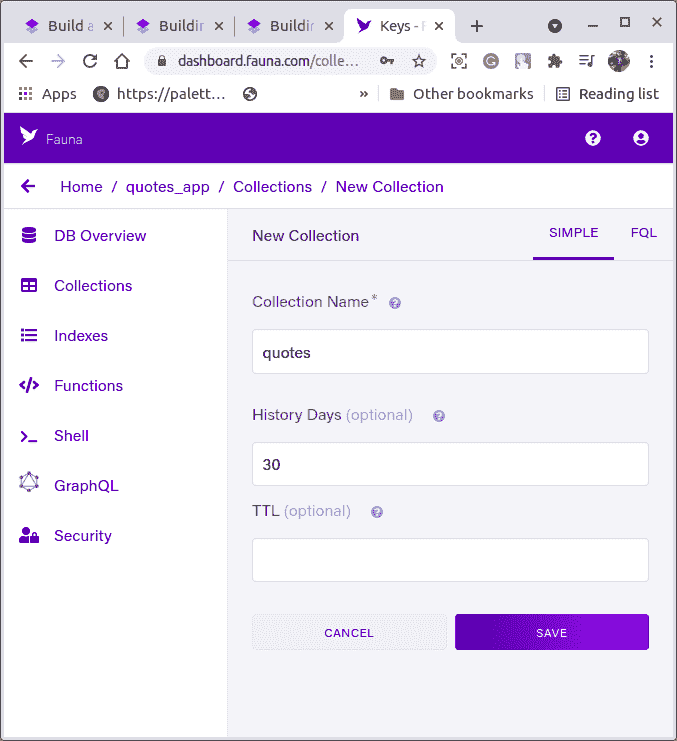 Build a
Buildin
Buildin
Keys - F
dashboard.fauna.com/colle...
Apps
https://palett...
»
Other bookmarks
Reading list
Fauna
Home / quotes_app / Collections / New Collection
DB Overview
Collections
Indexes
Functions
Shell
GraphQL
Security
New Collection
SIMPLE
FQL
Collection Name*
quotes
History Days (optional)
30
TTL (optional)
CANCEL
SAVE